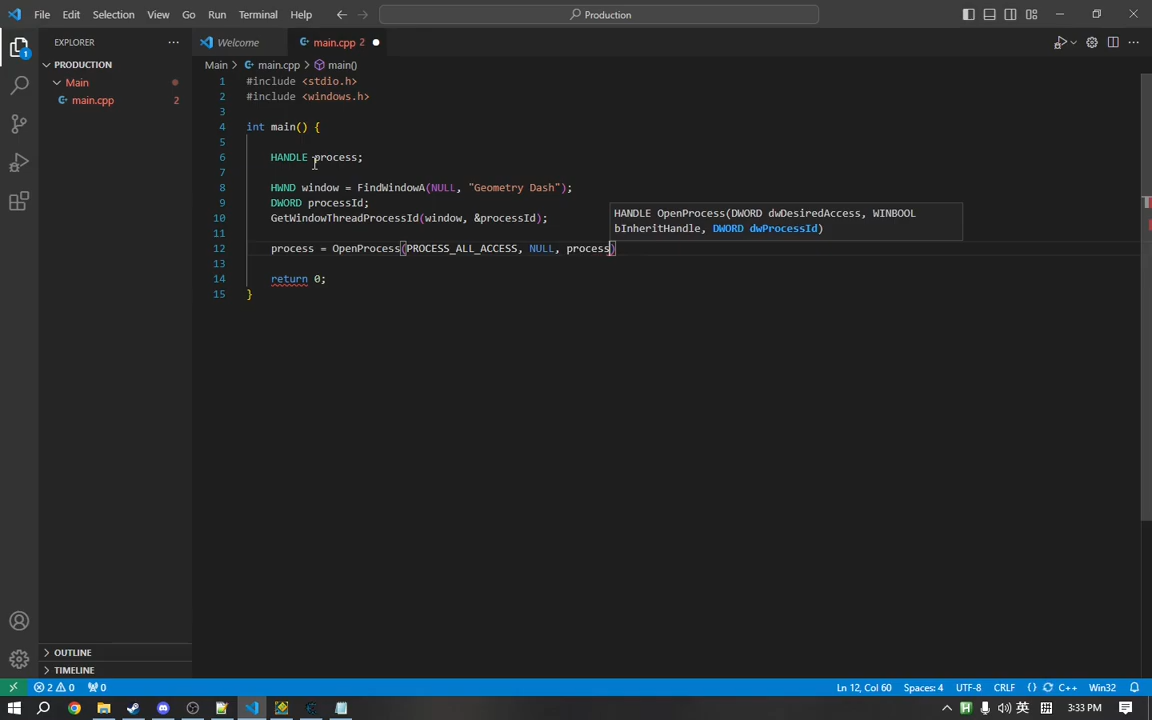 File Edit Selection View Go Run Terminal Help Production
EXPLORER Welcome main.cpp 2
PRODUCTION Main > main.cpp > main()
Main
main.cpp 2
1 #include <stdio.h>
2 #include <windows.h>
3
4 int main() {
5
6 HANDLE process;
7
8 HWND window = FindWindowA(NULL, "Geometry Dash");
9 DWORD processId;
10 GetWindowThreadProcessId(window, &processId);
11
HANDLE OpenProcess(DWORD dwDesiredAccess, WINBOOL
bInheritHandle, DWORD dwProcessId)
12 process = OpenProcess(PROCESS_ALL_ACCESS, NULL, process)
13
14 return 0;
15 }
OUTLINE
TIMELINE
2 0 0 Ln 12, Col 60 Spaces: 4 UTF-8 CRLF {} C++ Win32
英 3:33 PM
1